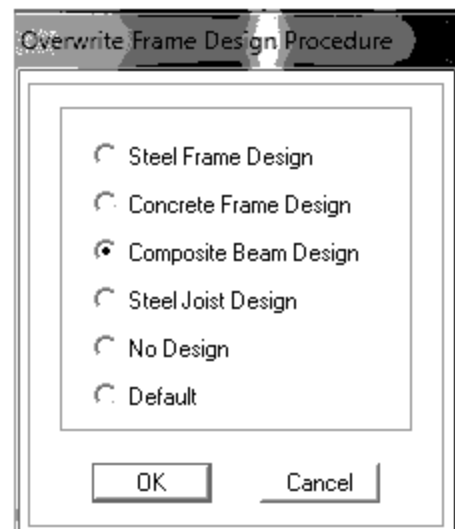 Overwrite Frame Design Procedure
Steel Frame Design
Concrete Frame Design
Composite Beam Design
Steel Joist Design
No Design
Default
OK
Cancel